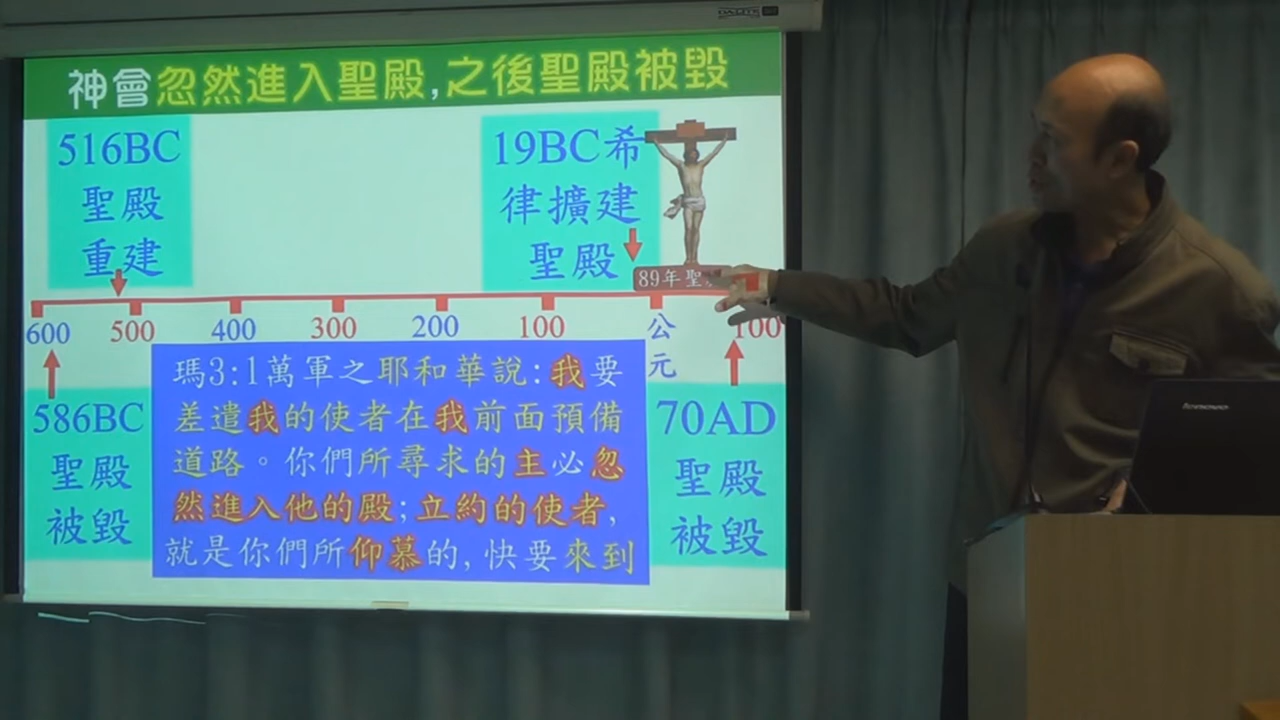 神會忽然進入聖殿,之後聖殿被毀
516BC
聖殿
重建
19BC希
律擴建
聖殿
89年聖
600 500 400 300 200 100 公元 100
586BC
聖殿
被毀
瑪3:1萬軍之耶和華說:我要
差遣我的使者在我前面預備
道路。你們所尋求的主必忽
然進入他的殿;立約的使者,
就是你們所仰慕的,快要來到
70AD
聖殿
被毀
DA-LITE